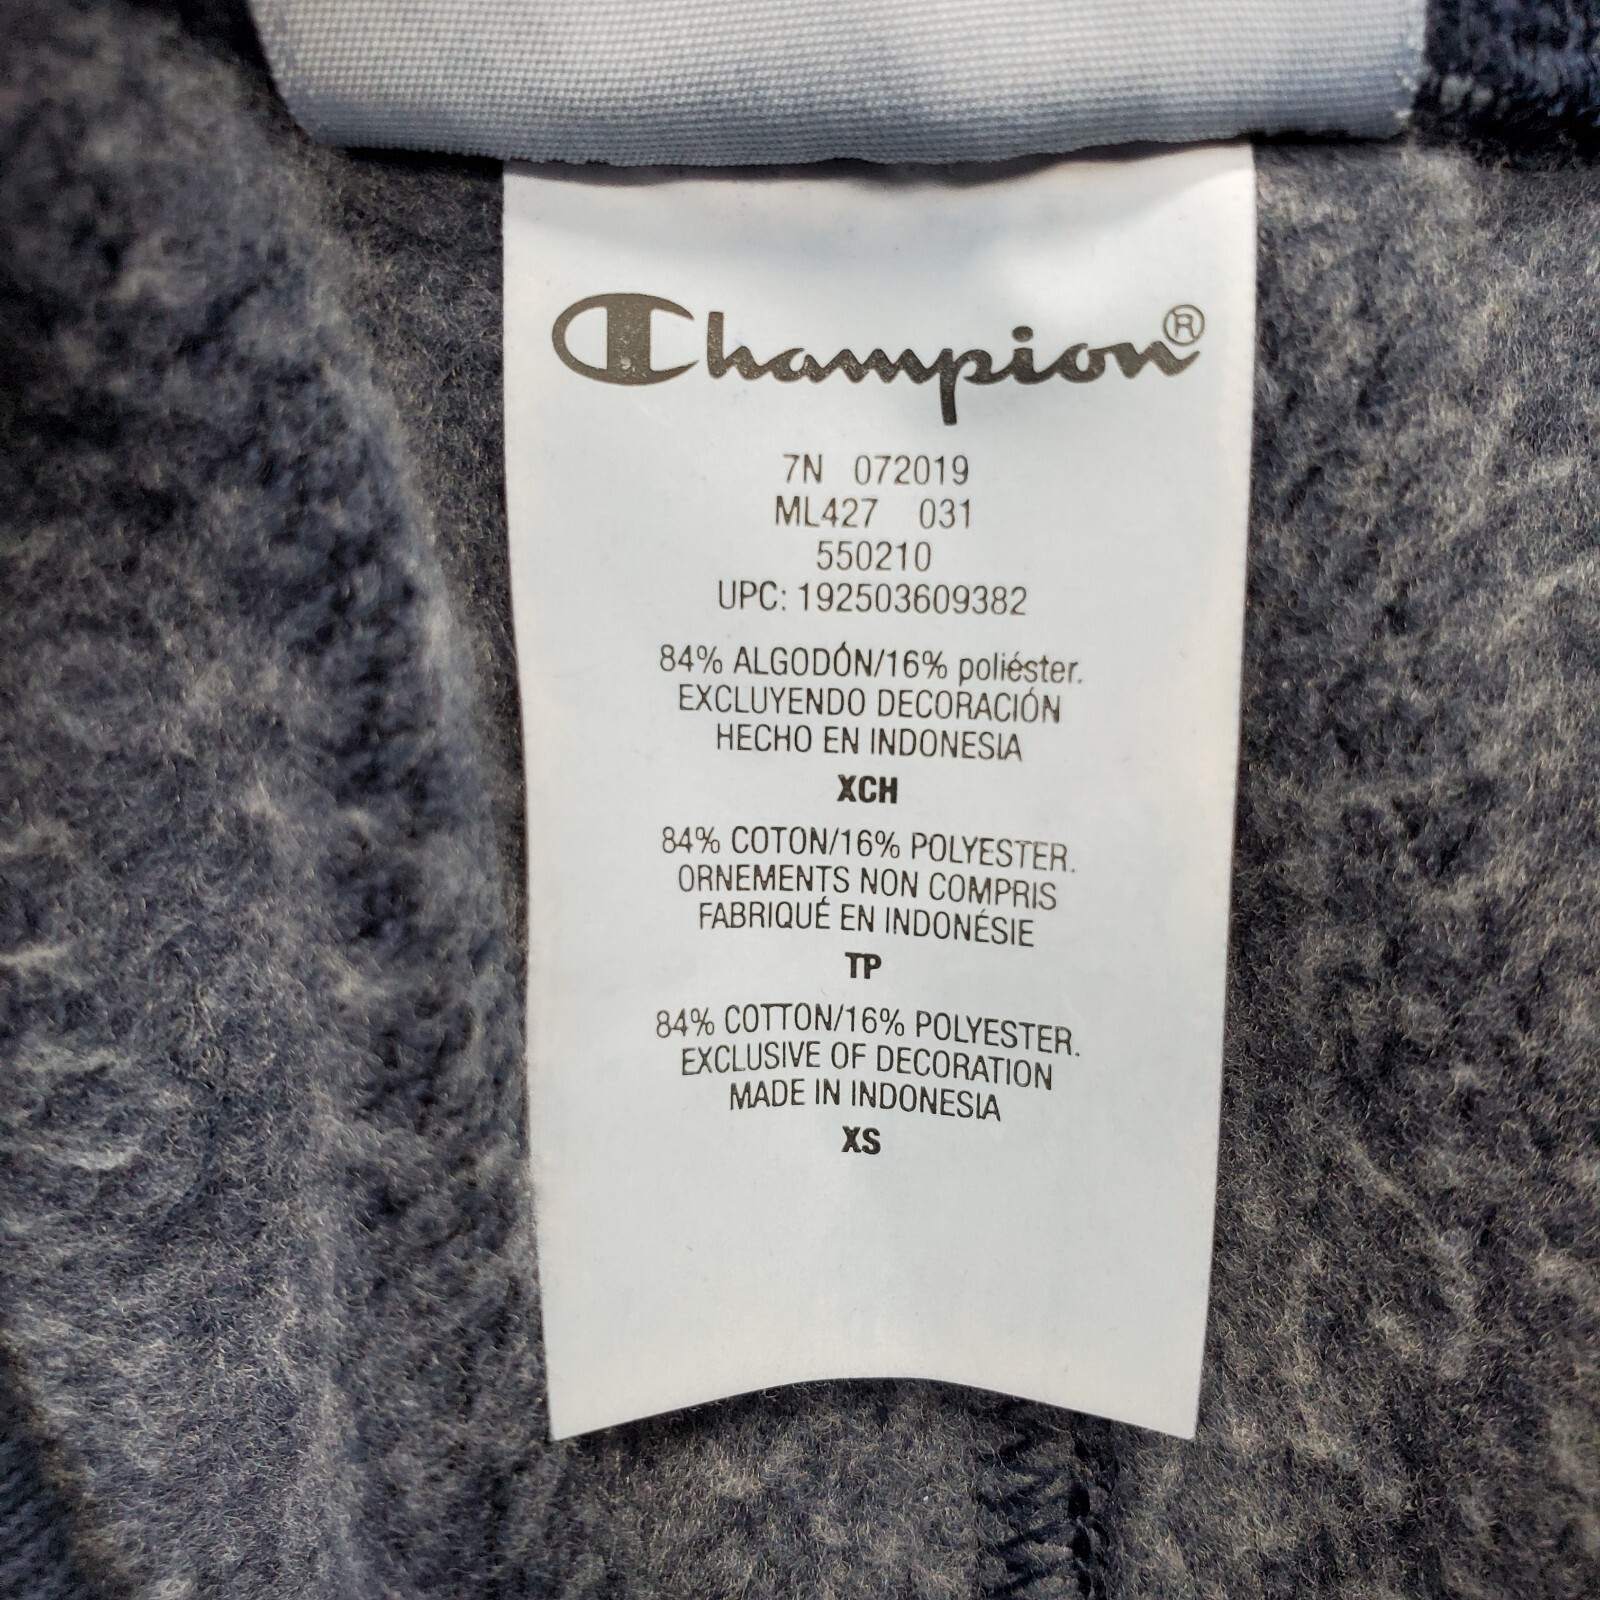 Champion®
7N 072019
ML427 031
550210
UPC: 192503609382
84% ALGODÓN/16% poliéster.
EXCLUYENDO DECORACIÓN
HECHO EN INDONESIA
XCH
84% COTON/16% POLYESTER.
ORNEMENTS NON COMPRIS
FABRIQUÉ EN INDONÉSIE
TP
84% COTTON/16% POLYESTER.
EXCLUSIVE OF DECORATION
MADE IN INDONESIA
XS